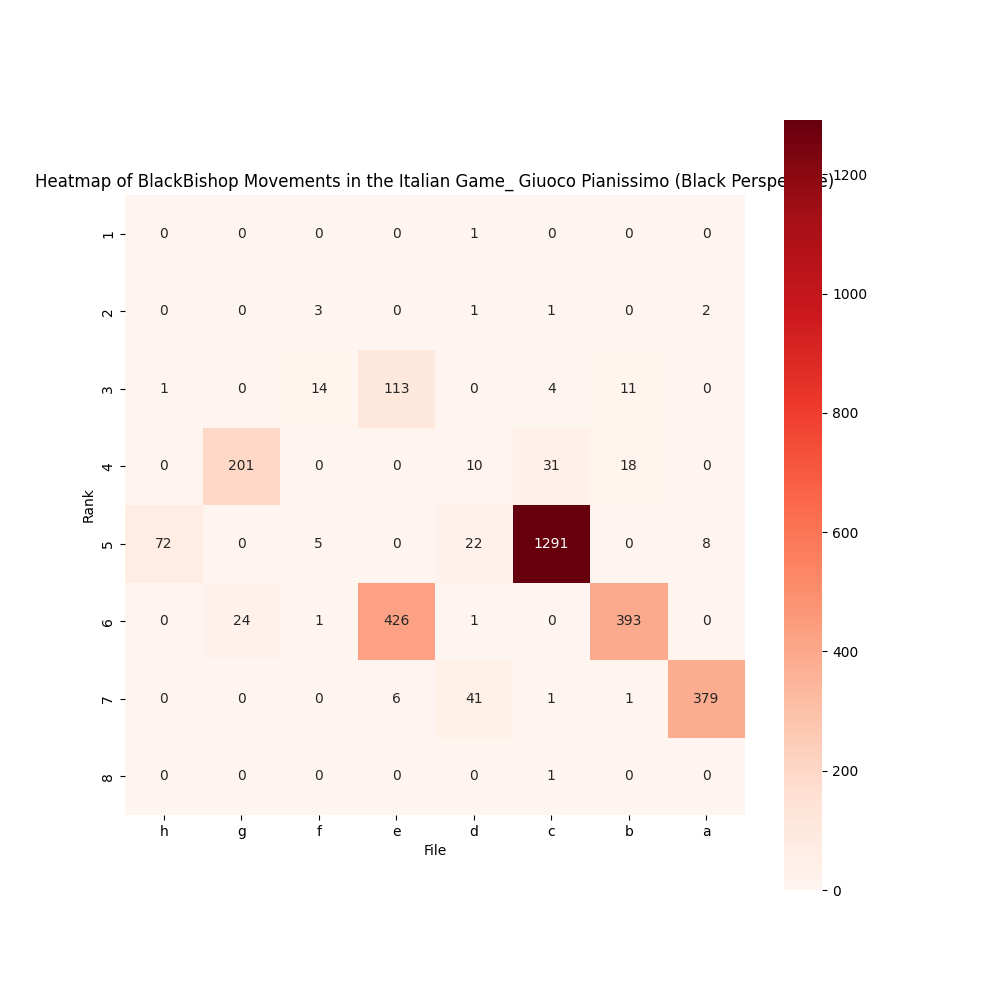 Heatmap of BlackBishop Movements in the Italian Game_ Giuoco Pianissimo (Black Perspe e)
1 0 0 0 0 1 0 0 0
2 0 0 3 0 1 1 0 2
3 1 0 14 113 0 4 11 0
4 0 201 0 0 10 31 18 0
5 72 0 5 0 22 1291 0 8
6 0 24 1 426 1 0 393 0
7 0 0 0 6 41 1 1 379
8 0 0 0 0 0 1 0 0
h g f e d c b a
File
Rank
1200
1000
800
600
400
200
0